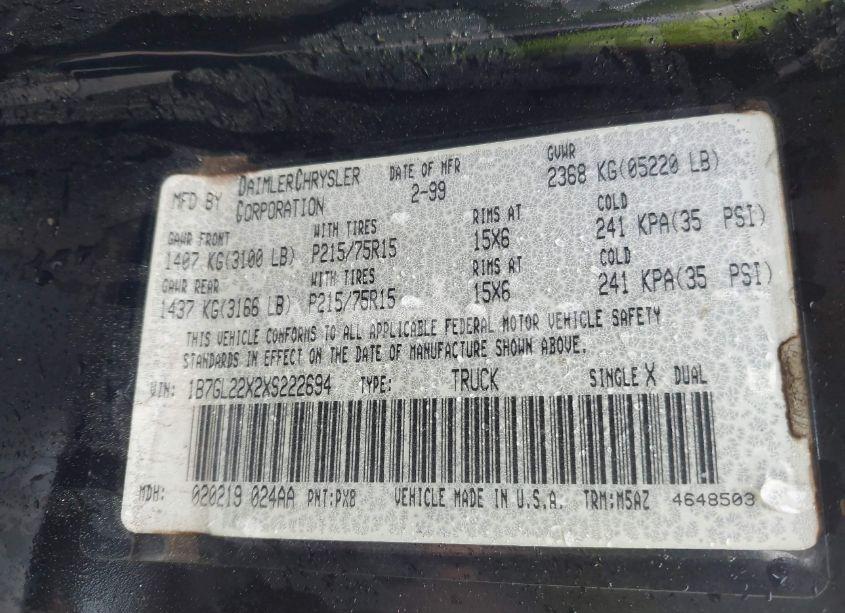 MFD BY DAIMLERCHRYSLER CORPORATION DATE OF MFR 2-99 GVWR 2368 KG(05220 LB)
GAWR FRONT WITH TIRES RIMS AT COLD
1407 KG(3100 LB) P215/75R15 15X6 241 KPA(35 PSI)
GAWR REAR WITH TIRES RIMS AT COLD
1437 KG(3166 LB) P215/75R15 15X6 241 KPA(35 PSI)
THIS VEHICLE CONFORMS TO ALL APPLICABLE FEDERAL MOTOR VEHICLE SAFETY
STANDARDS IN EFFECT ON THE DATE OF MANUFACTURE SHOWN ABOVE.
VIN: 1B7GL22X2XS222694 TYPE: TRUCK SINGLE X DUAL
MDH: 020219 024AA PNT:PX8 VEHICLE MADE IN U.S.A. TRM:M5AZ 4648503